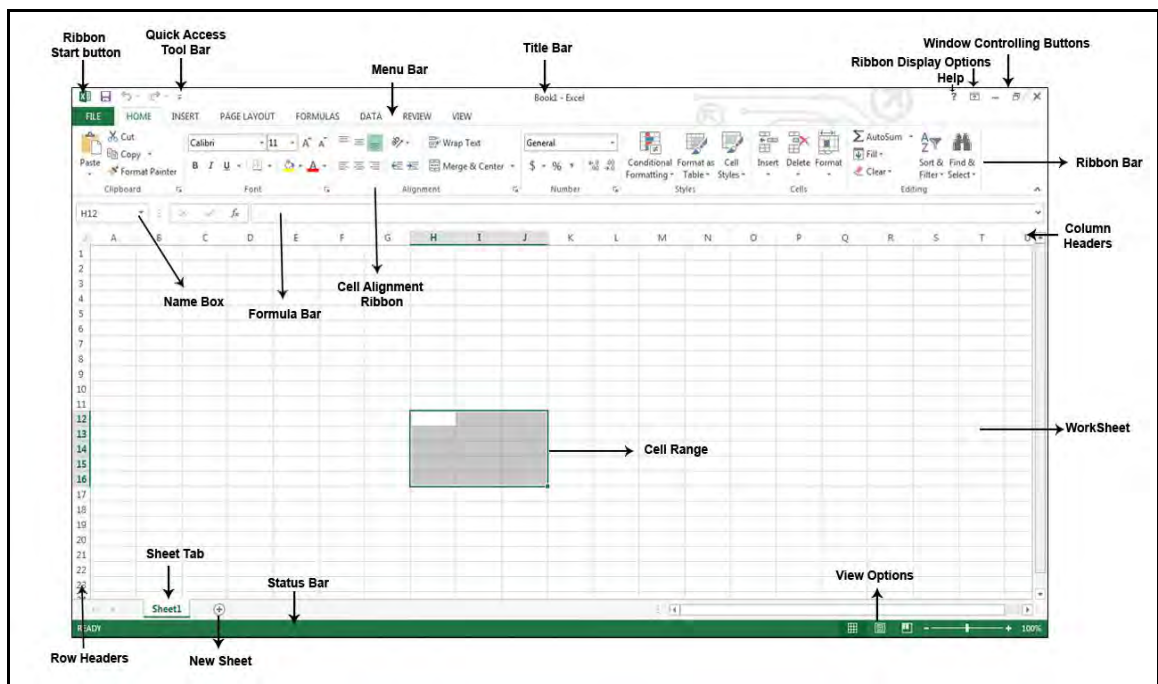 Ribbon
Start button
Quick Access
Tool Bar
Menu Bar
Title Bar
Window Controlling Buttons
Ribbon Display Options
Help
Book1 - Excel
?
FILE HOME INSERT PAGE LAYOUT FORMULAS DATA REVIEW VIEW
Paste
Cut
Copy
Format Painter
Clipboard
Calibri 11 A A
B I U A
Font
Wrap Text
Merge & Center
Alignment
General
$ %
Number
Conditional
Formatting
Format as
Table
Cell
Styles
Styles
Insert Delete Format
Cells
AutoSum
Fill
Clear
Sort &
Filter
Find &
Select
Editing
Ribbon Bar
H12
fx
A B C D E F G H I J K L M N O P Q R S T U
Column
Headers
1
2
3
4
5
6
7
8
9
10
11
12
13
14
15
16
17
18
19
20
21
22
23
Name Box
Formula Bar
Cell Alignment
Ribbon
Cell Range
WorkSheet
Sheet Tab
Status Bar
View Options
Sheet1
READY
100%
Row Headers
New Sheet